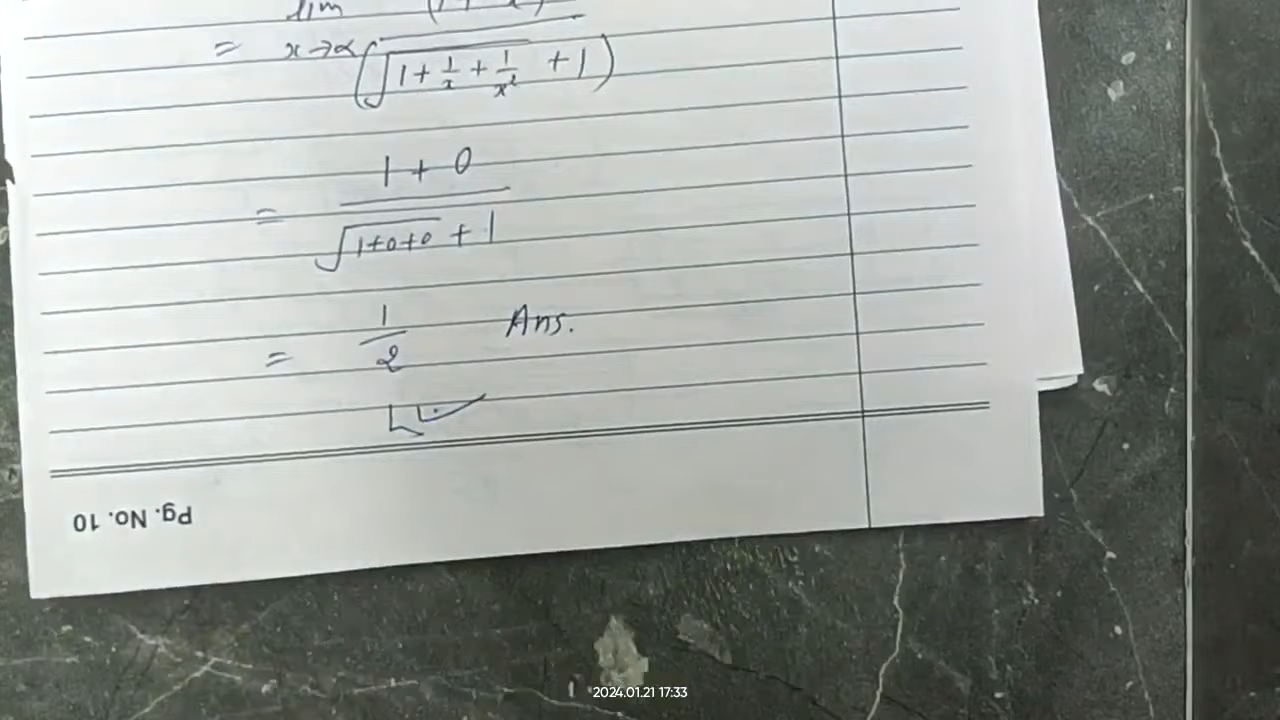 lim
= x→∝ (√1 + 1/x + 1/x² + 1)
= 1 + 0 / √1+0+0 + 1
= 1/2 Ans.
Pg. No. 10
2024.01.21 17:33